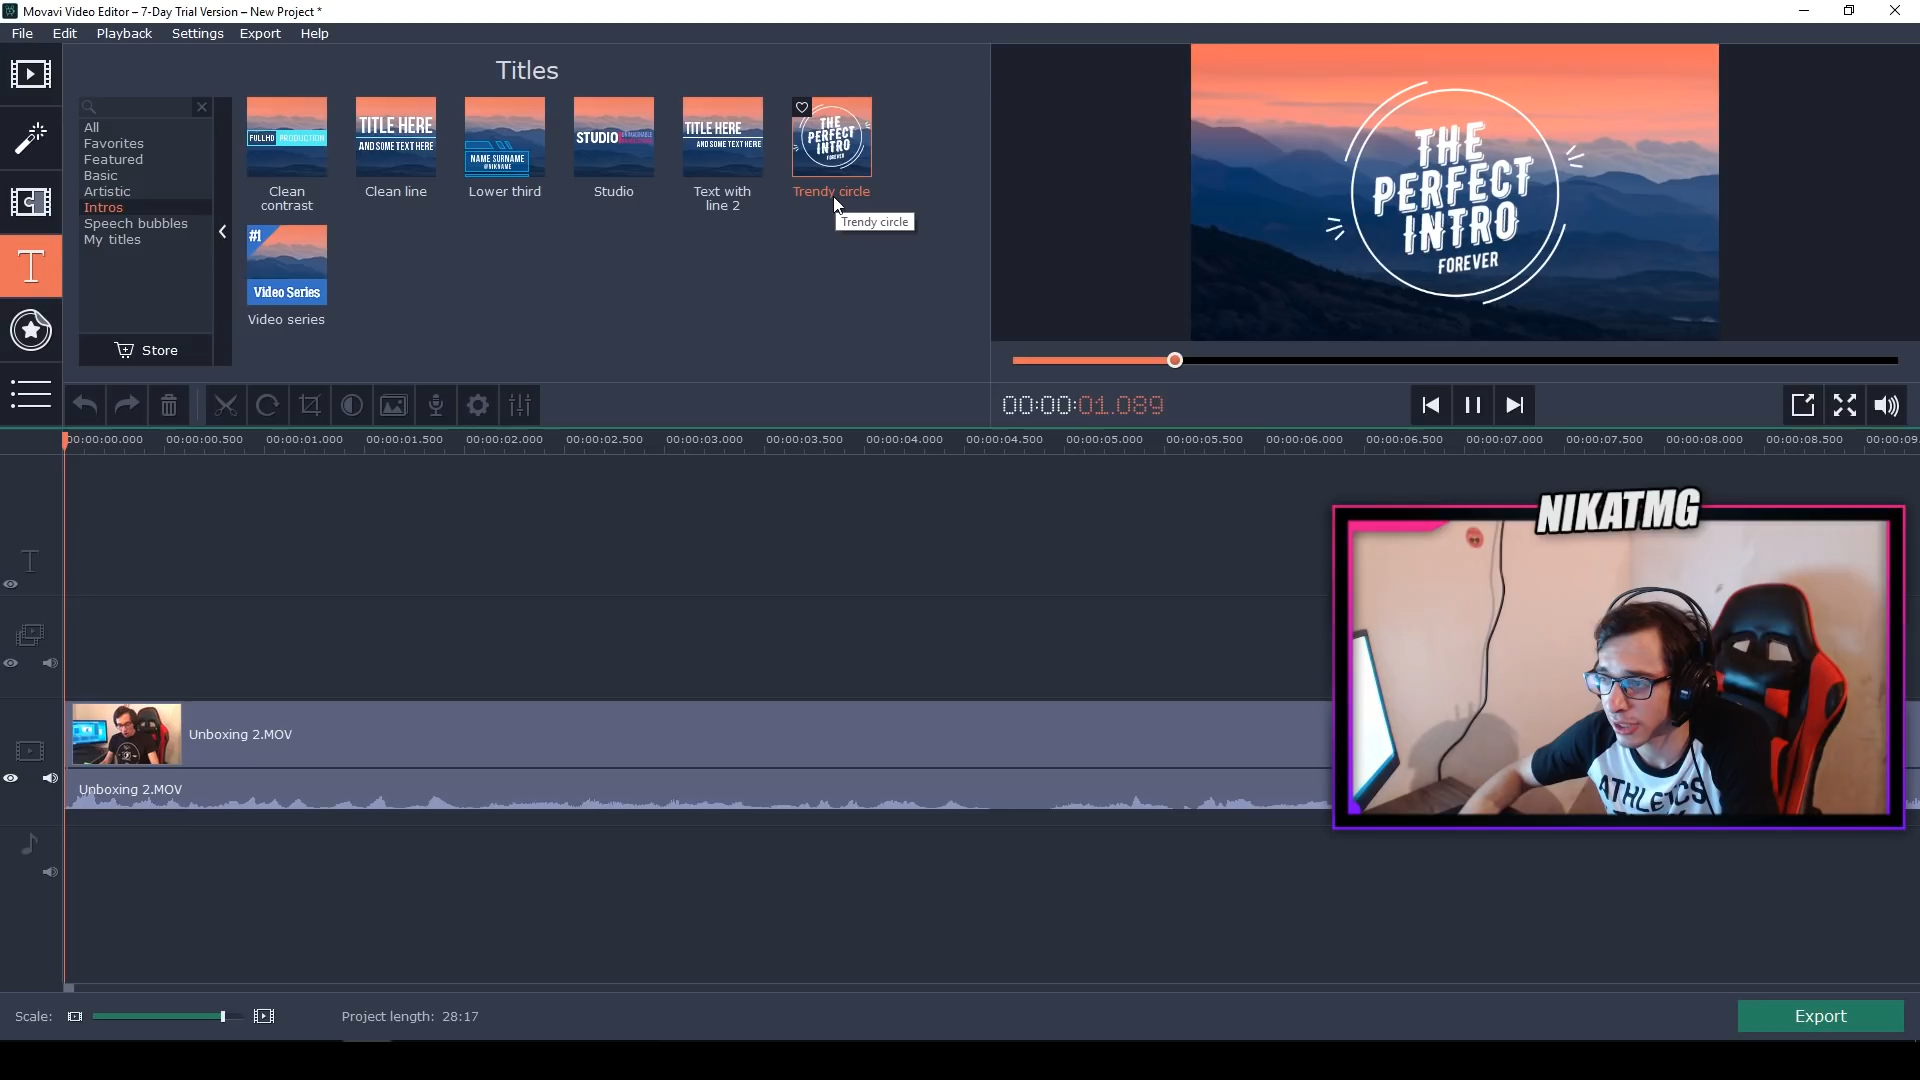 Movavi Video Editor – 7-Day Trial Version – New Project *
File Edit Playback Settings Export Help
Titles
All
Favorites
Featured
Basic
Artistic
Intros
Speech bubbles
My titles
Store
FULLHD PRODUCTION
Clean
contrast
TITLE HERE
AND SOME TEXT HERE
Clean line
NAME SURNAME
@NIKNAME
Lower third
STUDIO
Studio
TITLE HERE
AND SOME TEXT HERE
Text with
line 2
THE
PERFECT
INTRO
FOREVER
Trendy circle
Trendy circle
#1
Video Series
Video series
THE
PERFECT
INTRO
FOREVER
00:00:01.089
00:00:00.000 00:00:00.500 00:00:01.000 00:00:01.500 00:00:02.000 00:00:02.500 00:00:03.000 00:00:03.500 00:00:04.000 00:00:04.500 00:00:05.000 00:00:05.500 00:00:06.000 00:00:06.500 00:00:07.000 00:00:07.500 00:00:08.000 00:00:08.500 00:00:09.
T
NIKATMG
ATHLETICS
Unboxing 2.MOV
Unboxing 2.MOV
Scale:
Project length: 28:17
Export